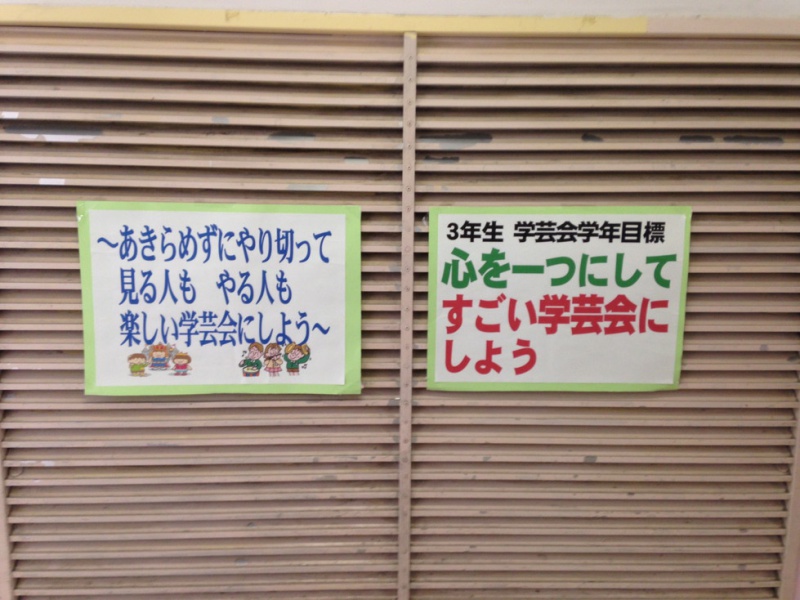 ～あきらめずにやり切って
見る人も　やる人も
楽しい学芸会にしよう～
3年生 学芸会学年目標
心を一つにして
すごい学芸会に
しよう